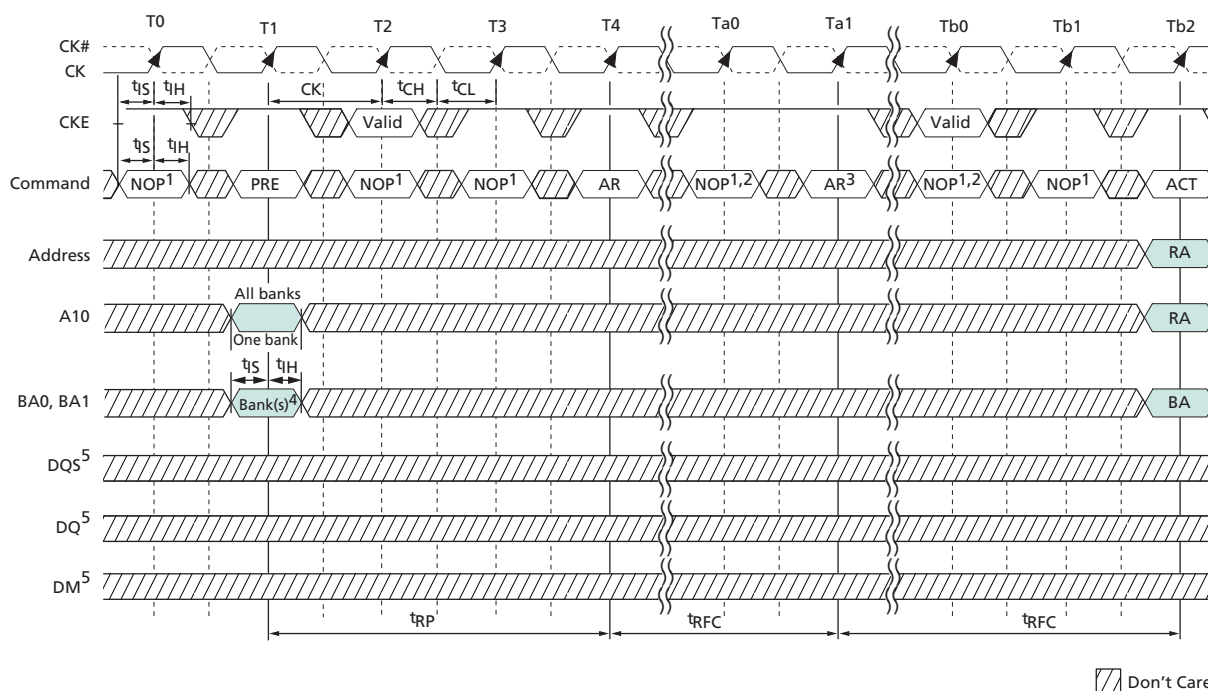 T0 T1 T2 T3 T4 Ta0 Ta1 Tb0 Tb1 Tb2
CK#
CK
tIS tIH CK tCH tCL
CKE Valid Valid
tIS tIH
Command NOP1 PRE NOP1 NOP1 AR NOP1,2 AR3 NOP1,2 NOP1 ACT
Address RA
All banks
A10 RA
One bank
tIS tIH
BA0, BA1 Bank(s)4 BA
DQS5
DQ5
DM5
tRP tRFC tRFC
Don't Care